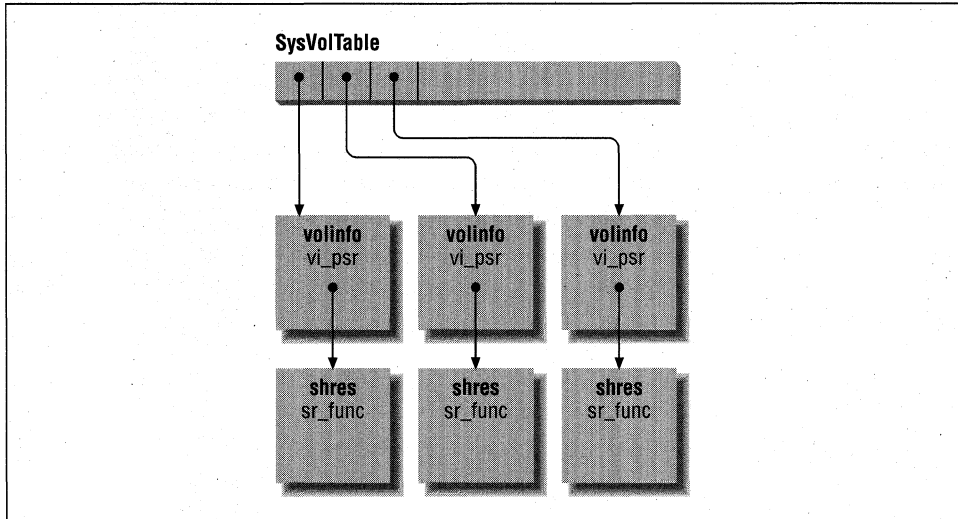 SysVolTable
volinfo volinfo volinfo
vi_psr vi_psr vi_psr
shres shres shres
sr_func sr_func sr_func